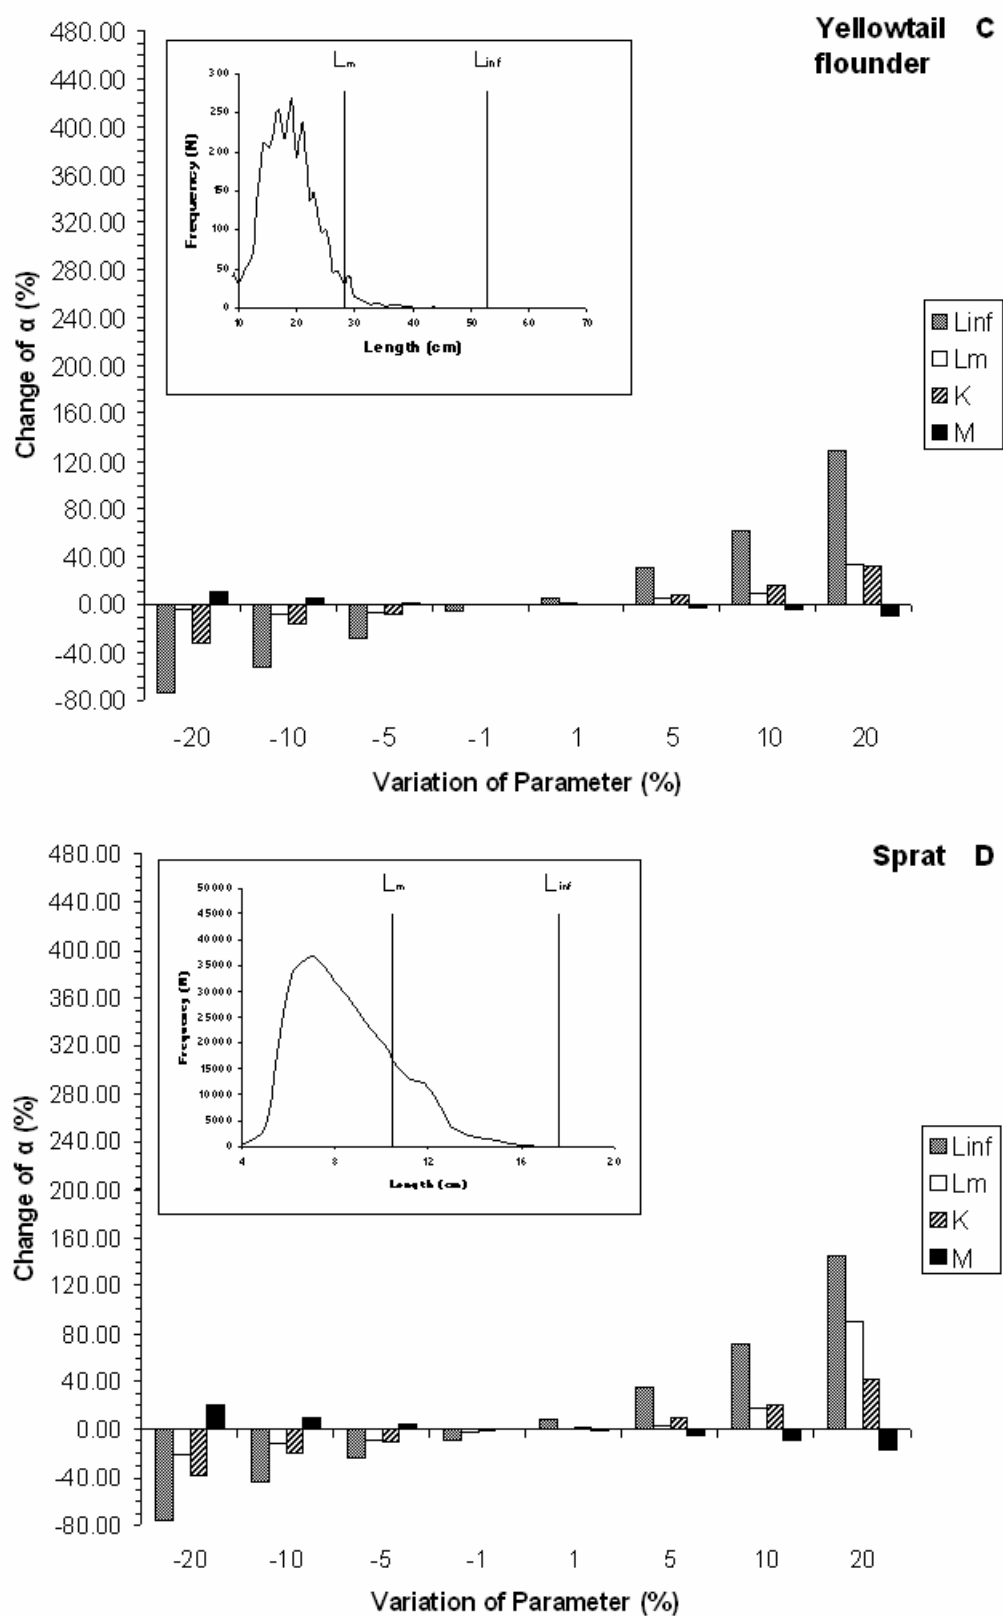 Yellowtail C
flounder
480.00
440.00
400.00
360.00
320.00
280.00
240.00
200.00
160.00
120.00
80.00
40.00
0.00
-40.00
-80.00
Change of α (%)
Lm Linf
300
250
200
150
100
50
0
Frequency (N)
10 20 30 40 50 60 70
Length (cm)
Linf
Lm
K
M
-20 -10 -5 -1 1 5 10 20
Variation of Parameter (%)
Sprat D
480.00
440.00
400.00
360.00
320.00
280.00
240.00
200.00
160.00
120.00
80.00
40.00
0.00
-40.00
-80.00
Change of α (%)
Lm Linf
50000
45000
40000
35000
30000
25000
20000
15000
10000
5000
0
Frequency (N)
4 8 12 16 20
Length (cm)
Linf
Lm
K
M
-20 -10 -5 -1 1 5 10 20
Variation of Parameter (%)